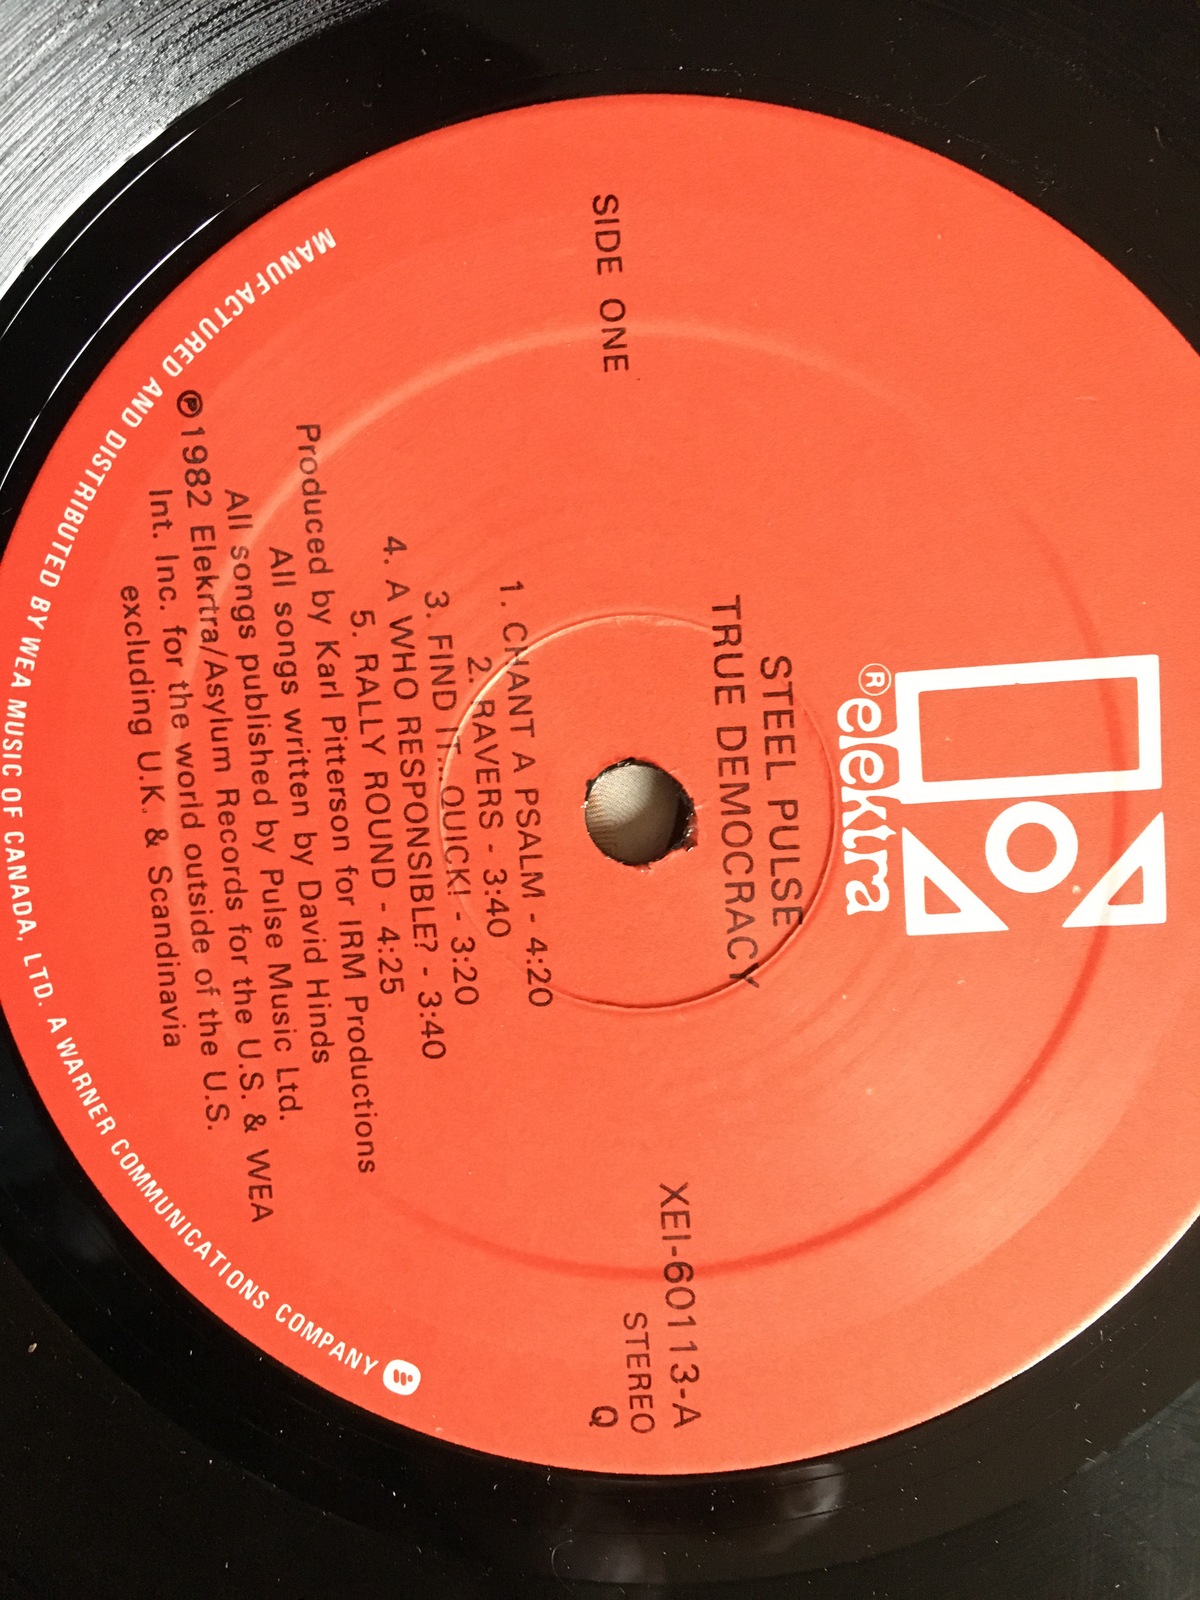 ® elektra
STEEL PULSE
TRUE DEMOCRACY
SIDE ONE
XEI-60113-A
STEREO
Q
1. CHANT A PSALM - 4:20
2. RAVERS - 3:40
3. FIND IT... QUICK! - 3:20
4. A WHO RESPONSIBLE? - 3:40
5. RALLY ROUND - 4:25
Produced by Karl Pitterson for IRM Productions
All songs written by David Hinds
All songs published by Pulse Music Ltd.
℗1982 Elekrtra/Asylum Records for the U.S. & WEA
Int. Inc. for the world outside of the U.S.
excluding U.K. & Scandinavia
MANUFACTURED AND DISTRIBUTED BY WEA MUSIC OF CANADA, LTD. A WARNER COMMUNICATIONS COMPANY